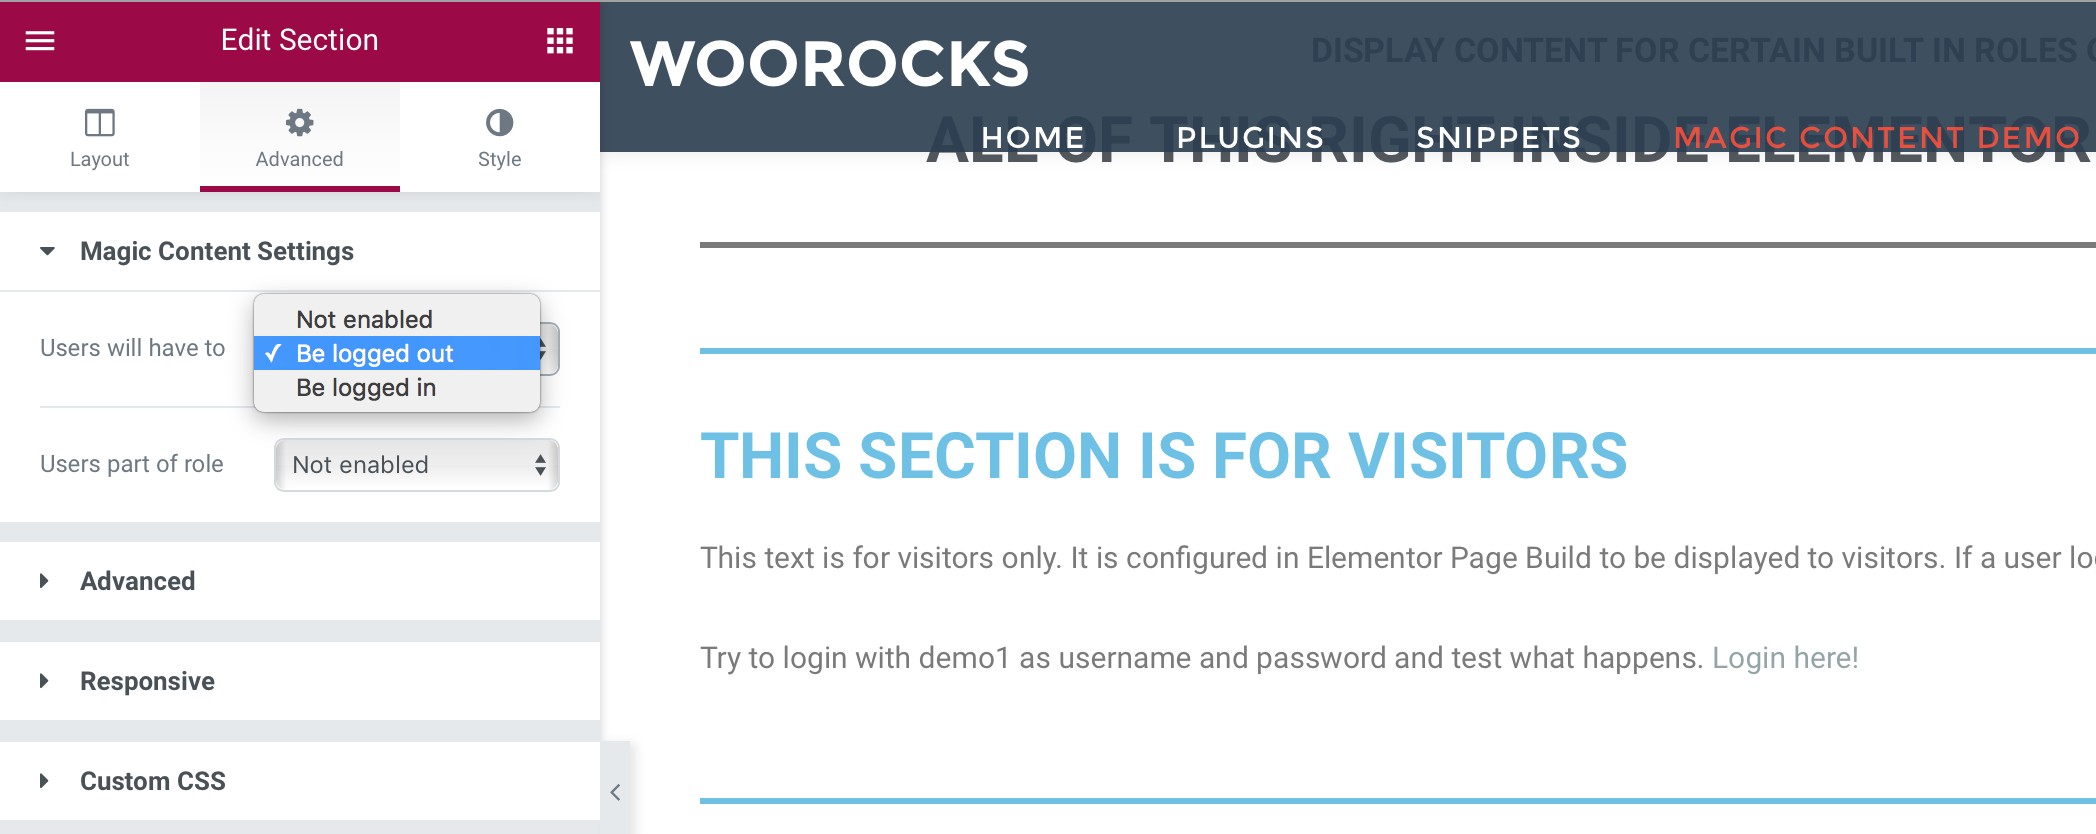 Edit Section
Layout
Advanced
Style
Magic Content Settings
Users will have to
Not enabled
✓ Be logged out
Be logged in
Users part of role
Not enabled
Advanced
Responsive
Custom CSS
WOOROCKS
DISPLAY CONTENT FOR CERTAIN BUILT IN ROLES
ALL OF THIS RIGHT INSIDE ELEMENTOR
HOME PLUGINS SNIPPETS MAGIC CONTENT DEMO
THIS SECTION IS FOR VISITORS
This text is for visitors only. It is configured in Elementor Page Build to be displayed to visitors. If a user
Try to login with demo1 as username and password and test what happens. Login here!